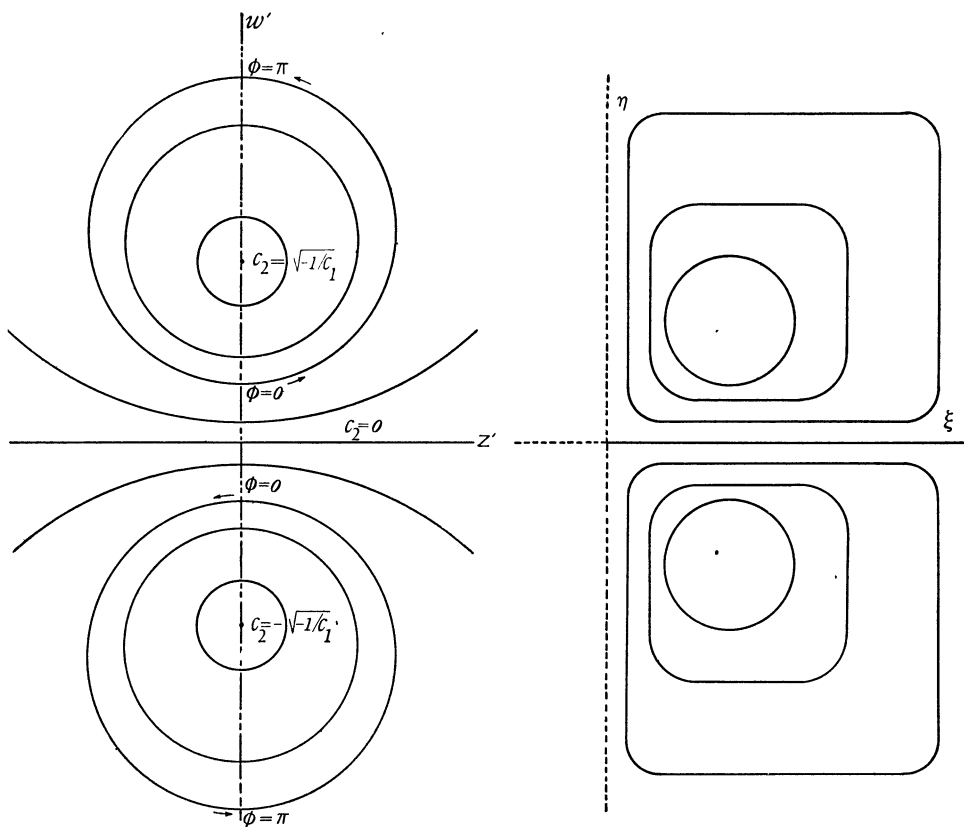 w'
ϕ=π
η
c₂= √-1/c₁
ϕ=0
c₂=0
ξ
z'
ϕ=0
c₂=- √-1/c₁
ϕ=π